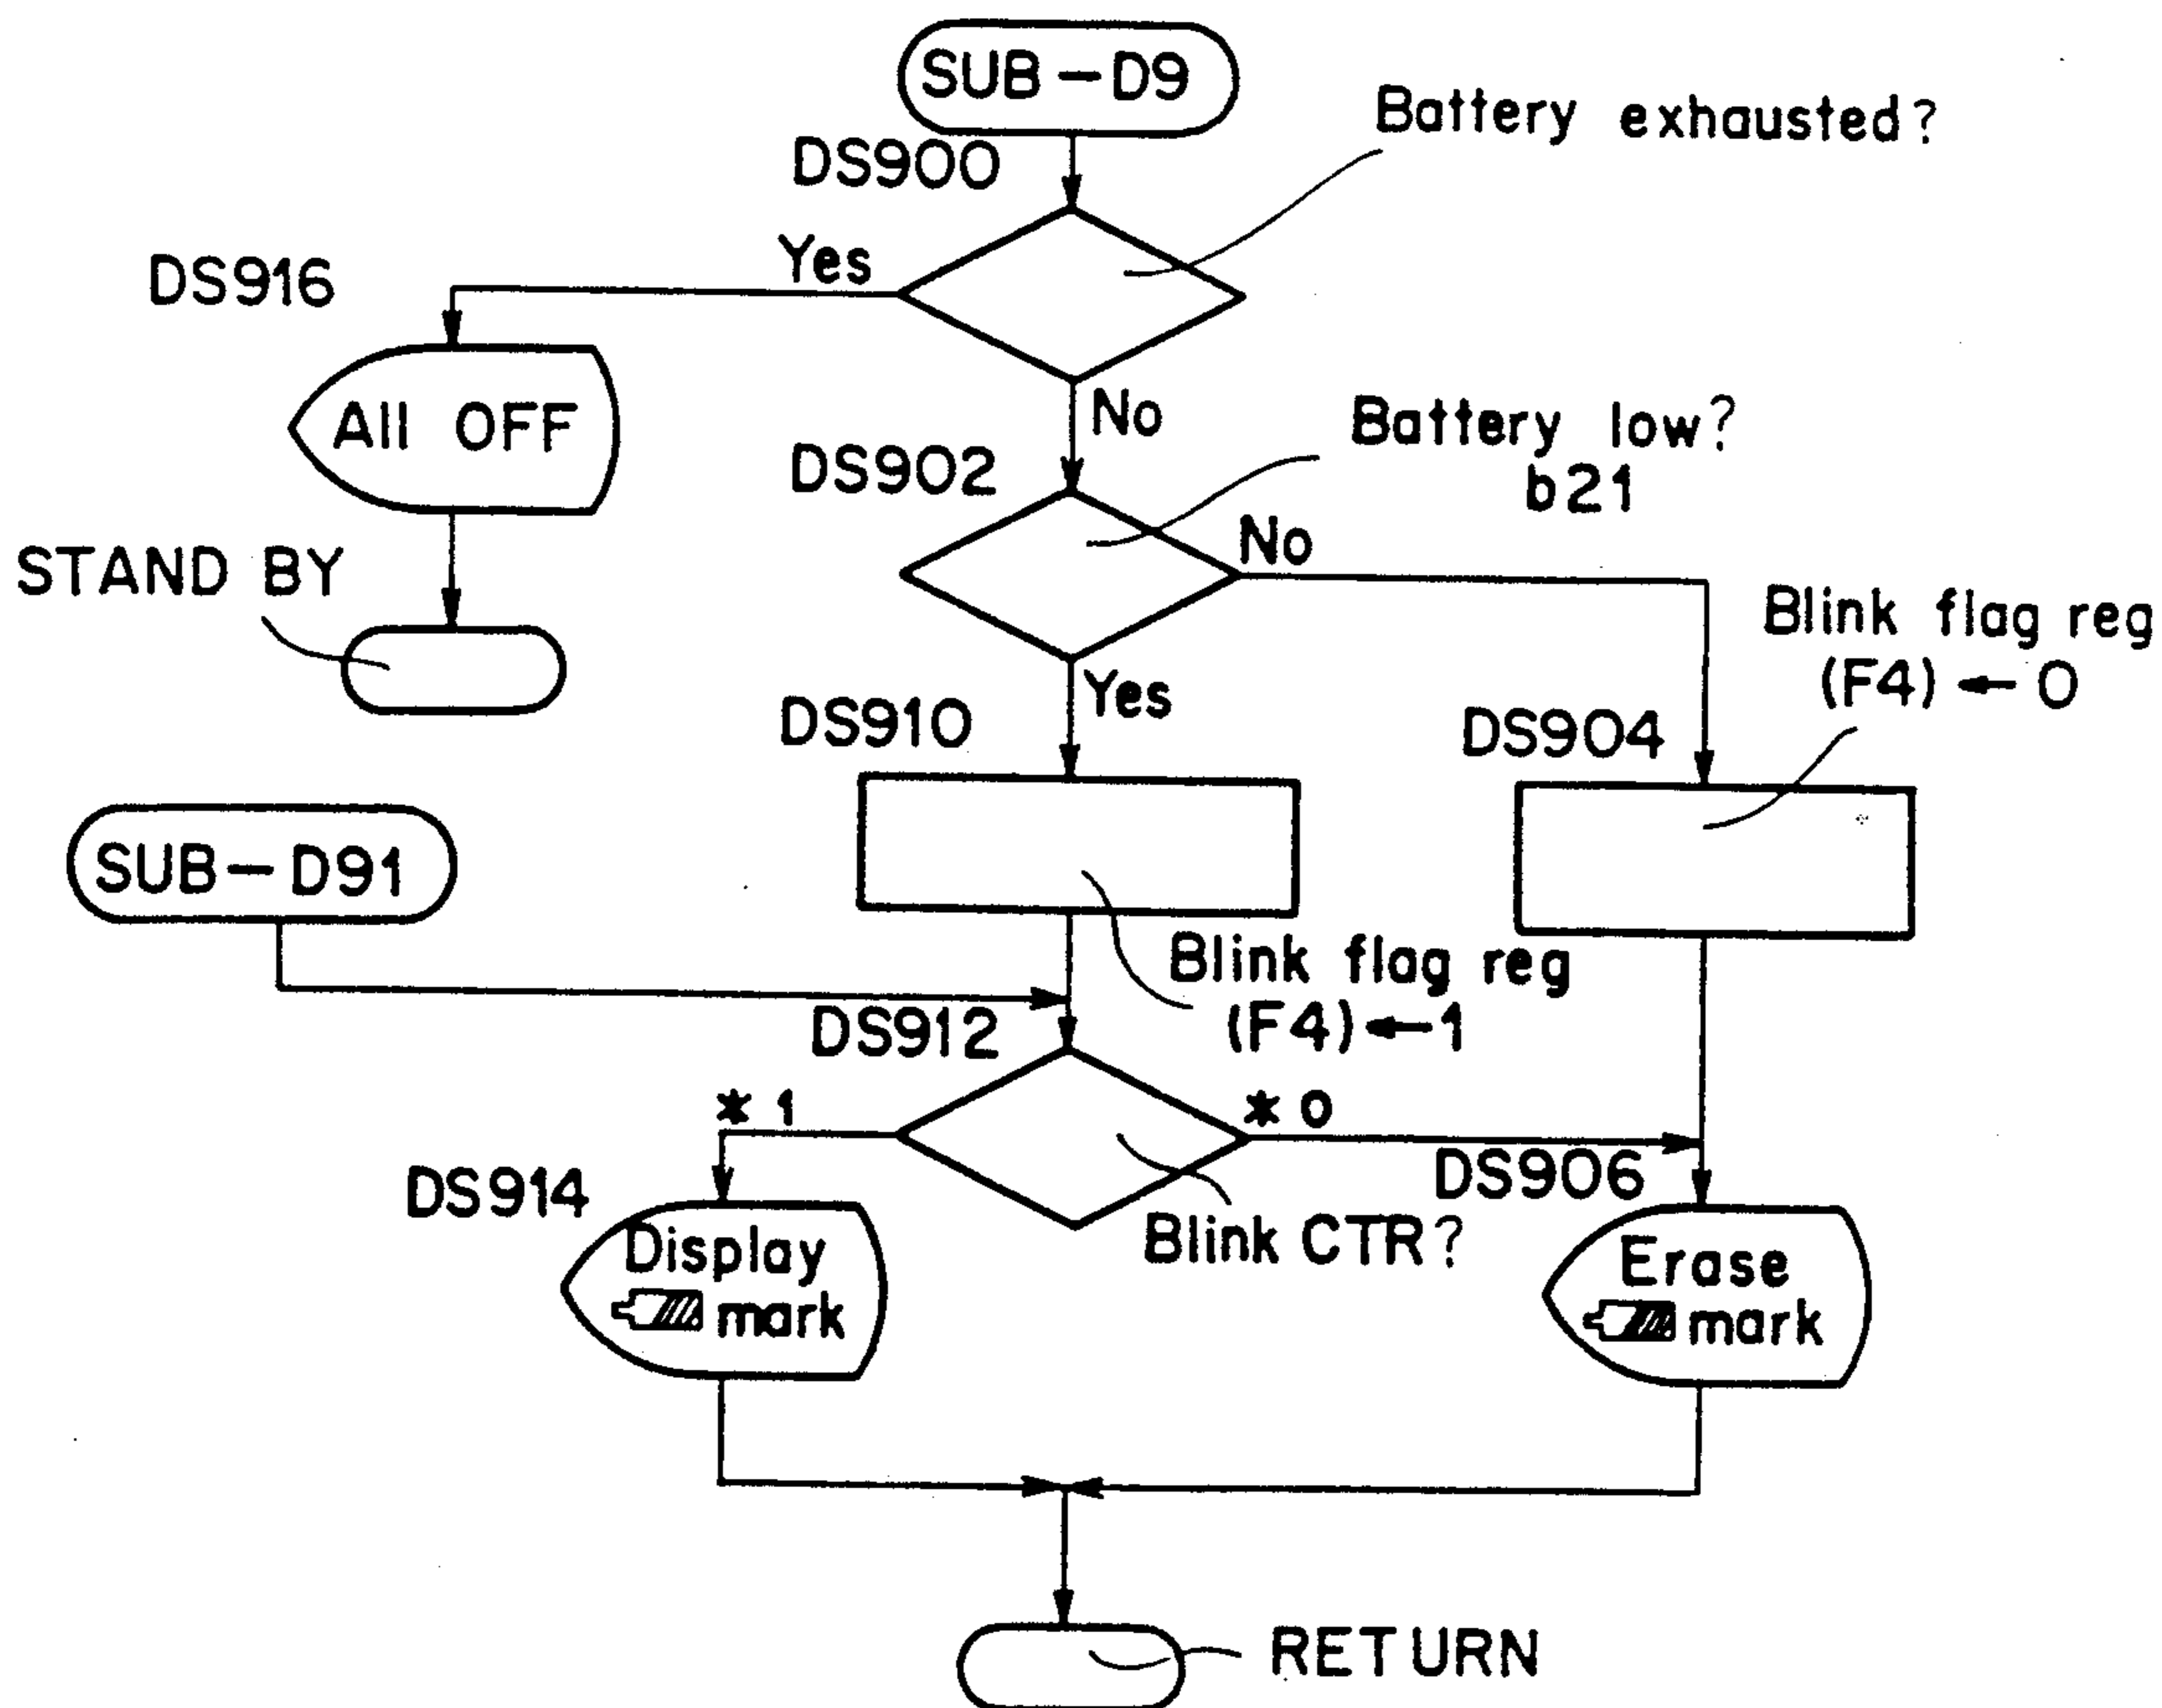 SUB-D9
Battery exhausted?
DS900
Yes
DS916
All OFF
No
Battery low?
b21
DS902
No
STAND BY
Blink flag reg
(F4) ← 0
Yes
DS910
DS904
SUB-D91
Blink flag reg
(F4) ← 1
DS912
* 1
* 0
DS914
DS906
Display
mark
Blink CTR?
Erase
mark
RETURN